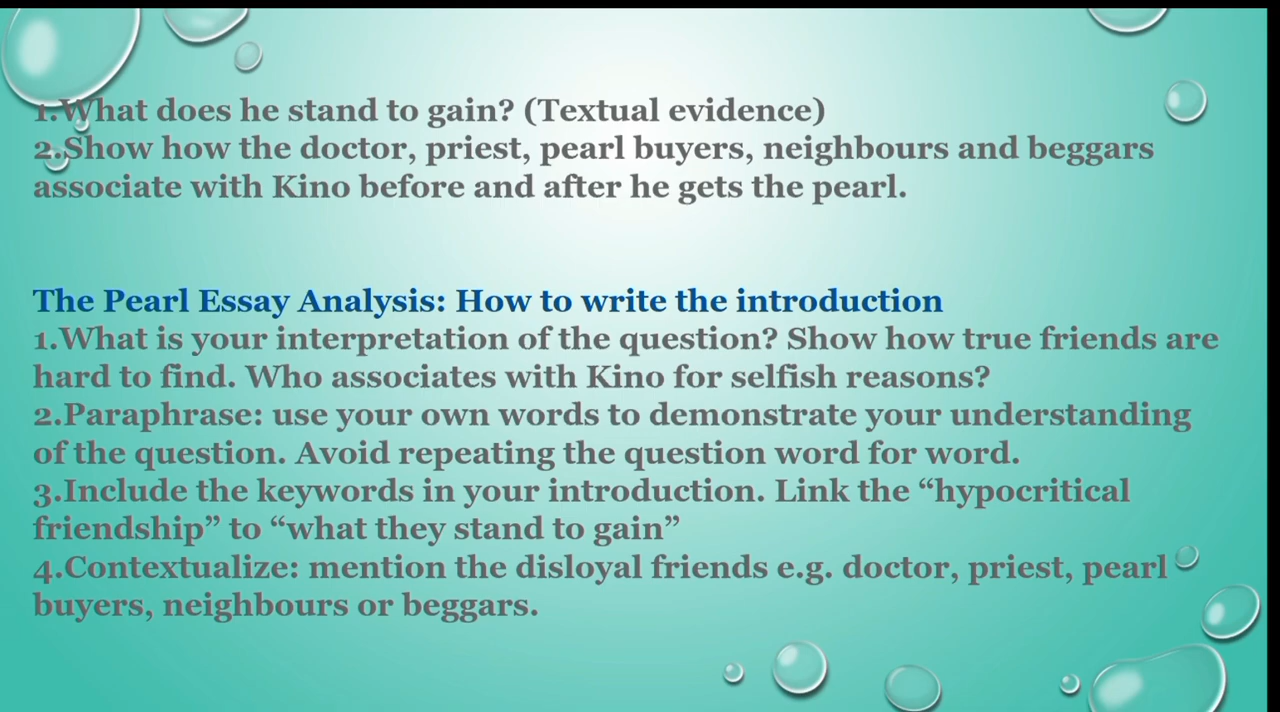 1.What does he stand to gain? (Textual evidence)
2.Show how the doctor, priest, pearl buyers, neighbours and beggars
associate with Kino before and after he gets the pearl.
The Pearl Essay Analysis: How to write the introduction
1.What is your interpretation of the question? Show how true friends are
hard to find. Who associates with Kino for selfish reasons?
2.Paraphrase: use your own words to demonstrate your understanding
of the question. Avoid repeating the question word for word.
3.Include the keywords in your introduction. Link the “hypocritical
friendship” to “what they stand to gain”
4.Contextualize: mention the disloyal friends e.g. doctor, priest, pearl
buyers, neighbours or beggars.